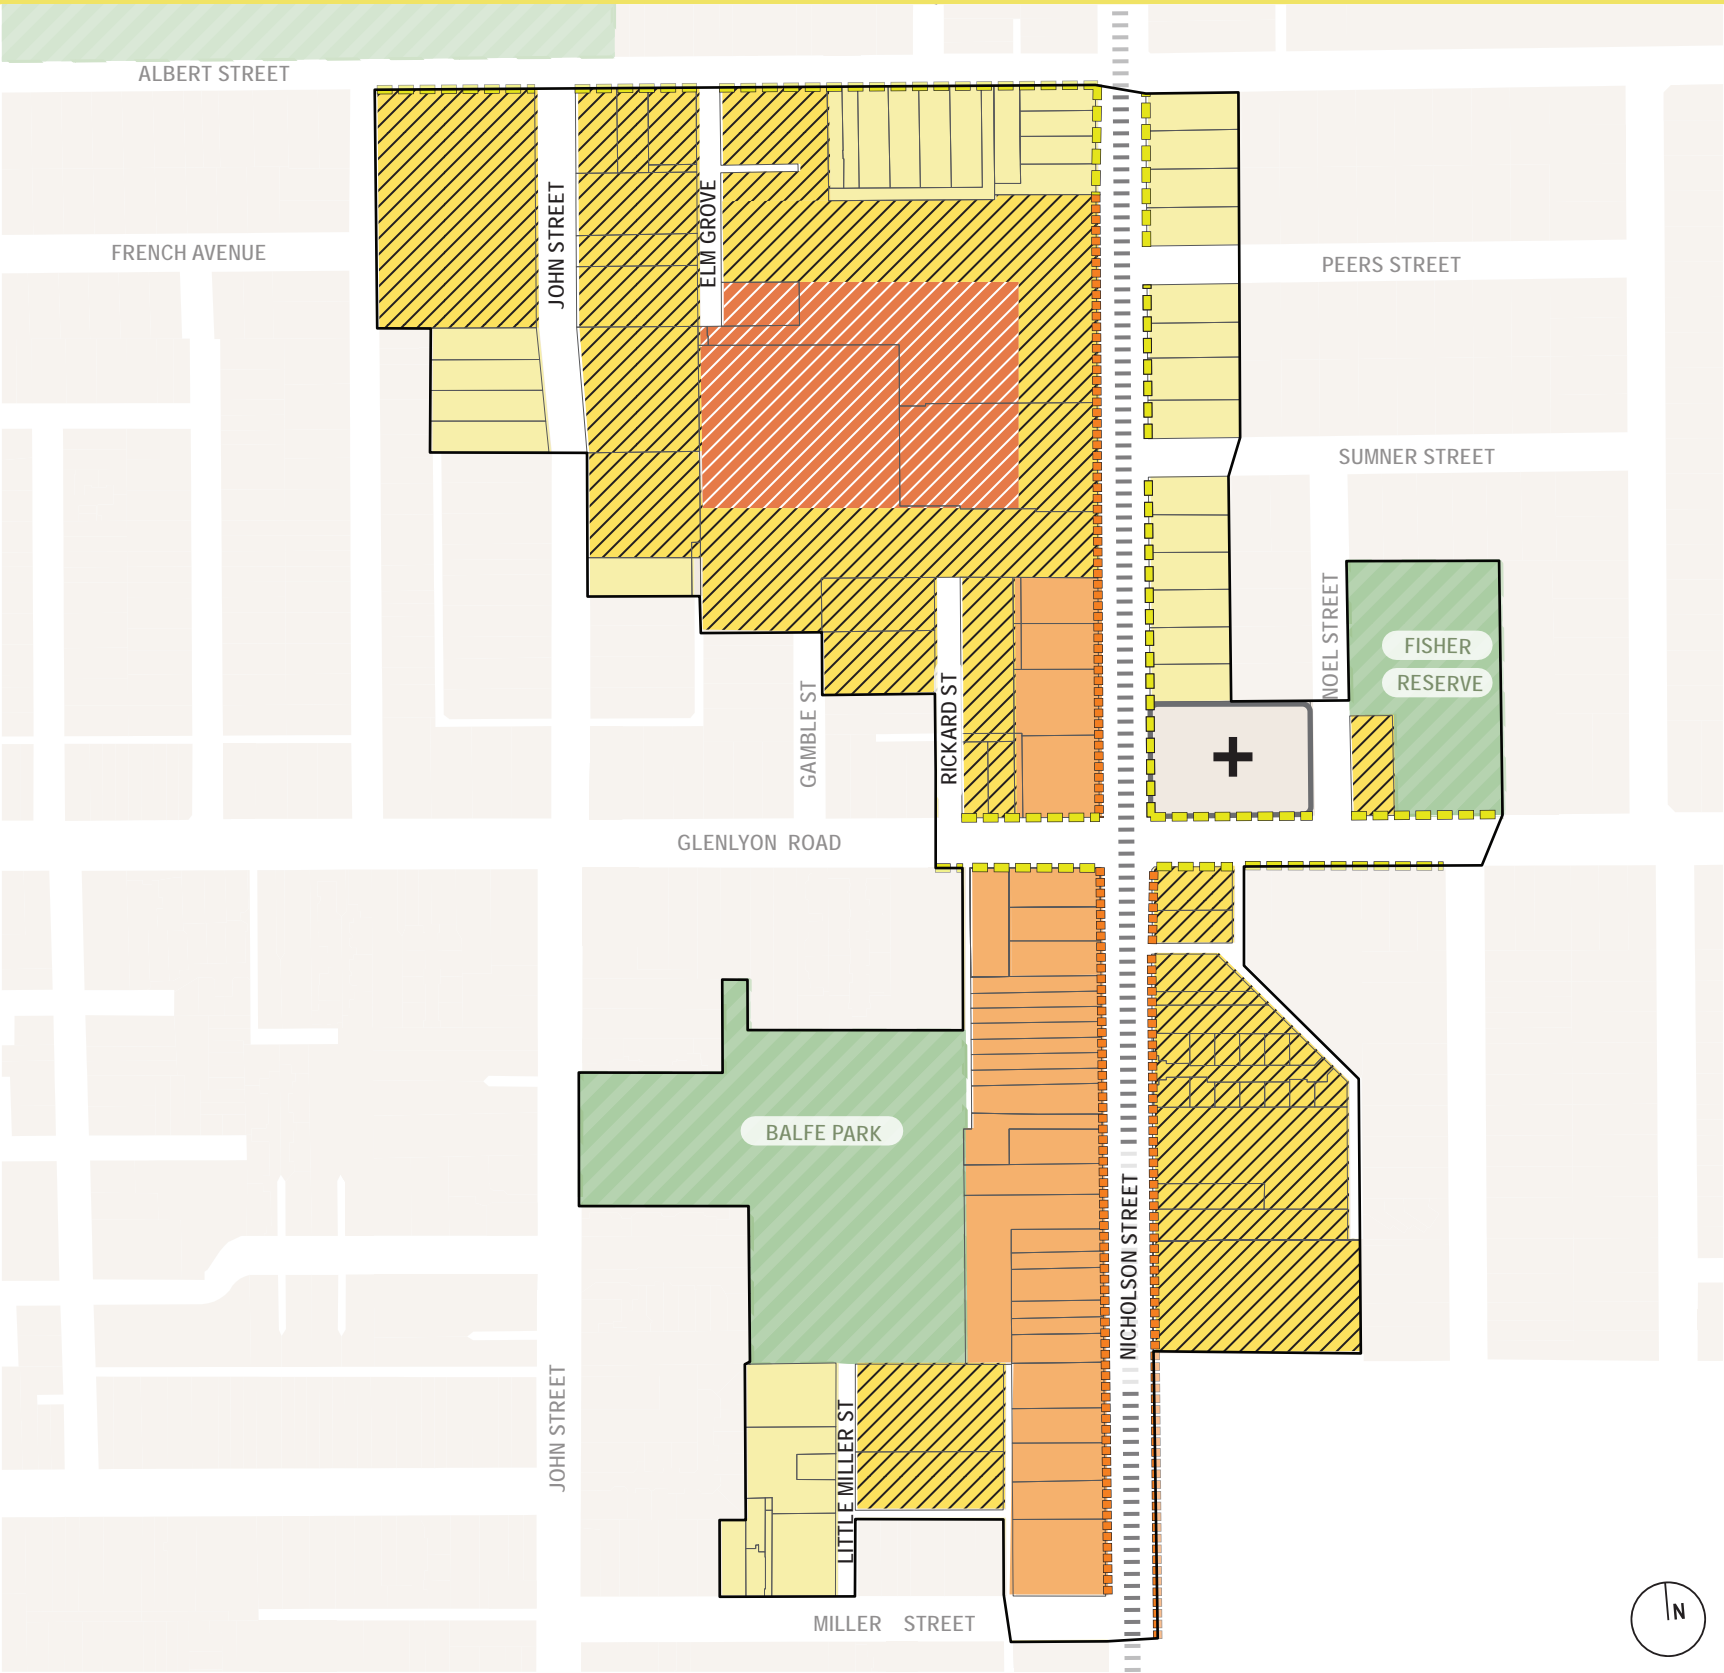 ALBERT STREET
FRENCH AVENUE
JOHN STREET
ELM GROVE
PEERS STREET
SUMNER STREET
NOEL STREET
FISHER
RESERVE
GAMBLE ST
RICKARD ST
GLENLYON ROAD
BALFE PARK
NICHOLSON STREET
JOHN STREET
LITTLE MILLER ST
MILLER STREET
N